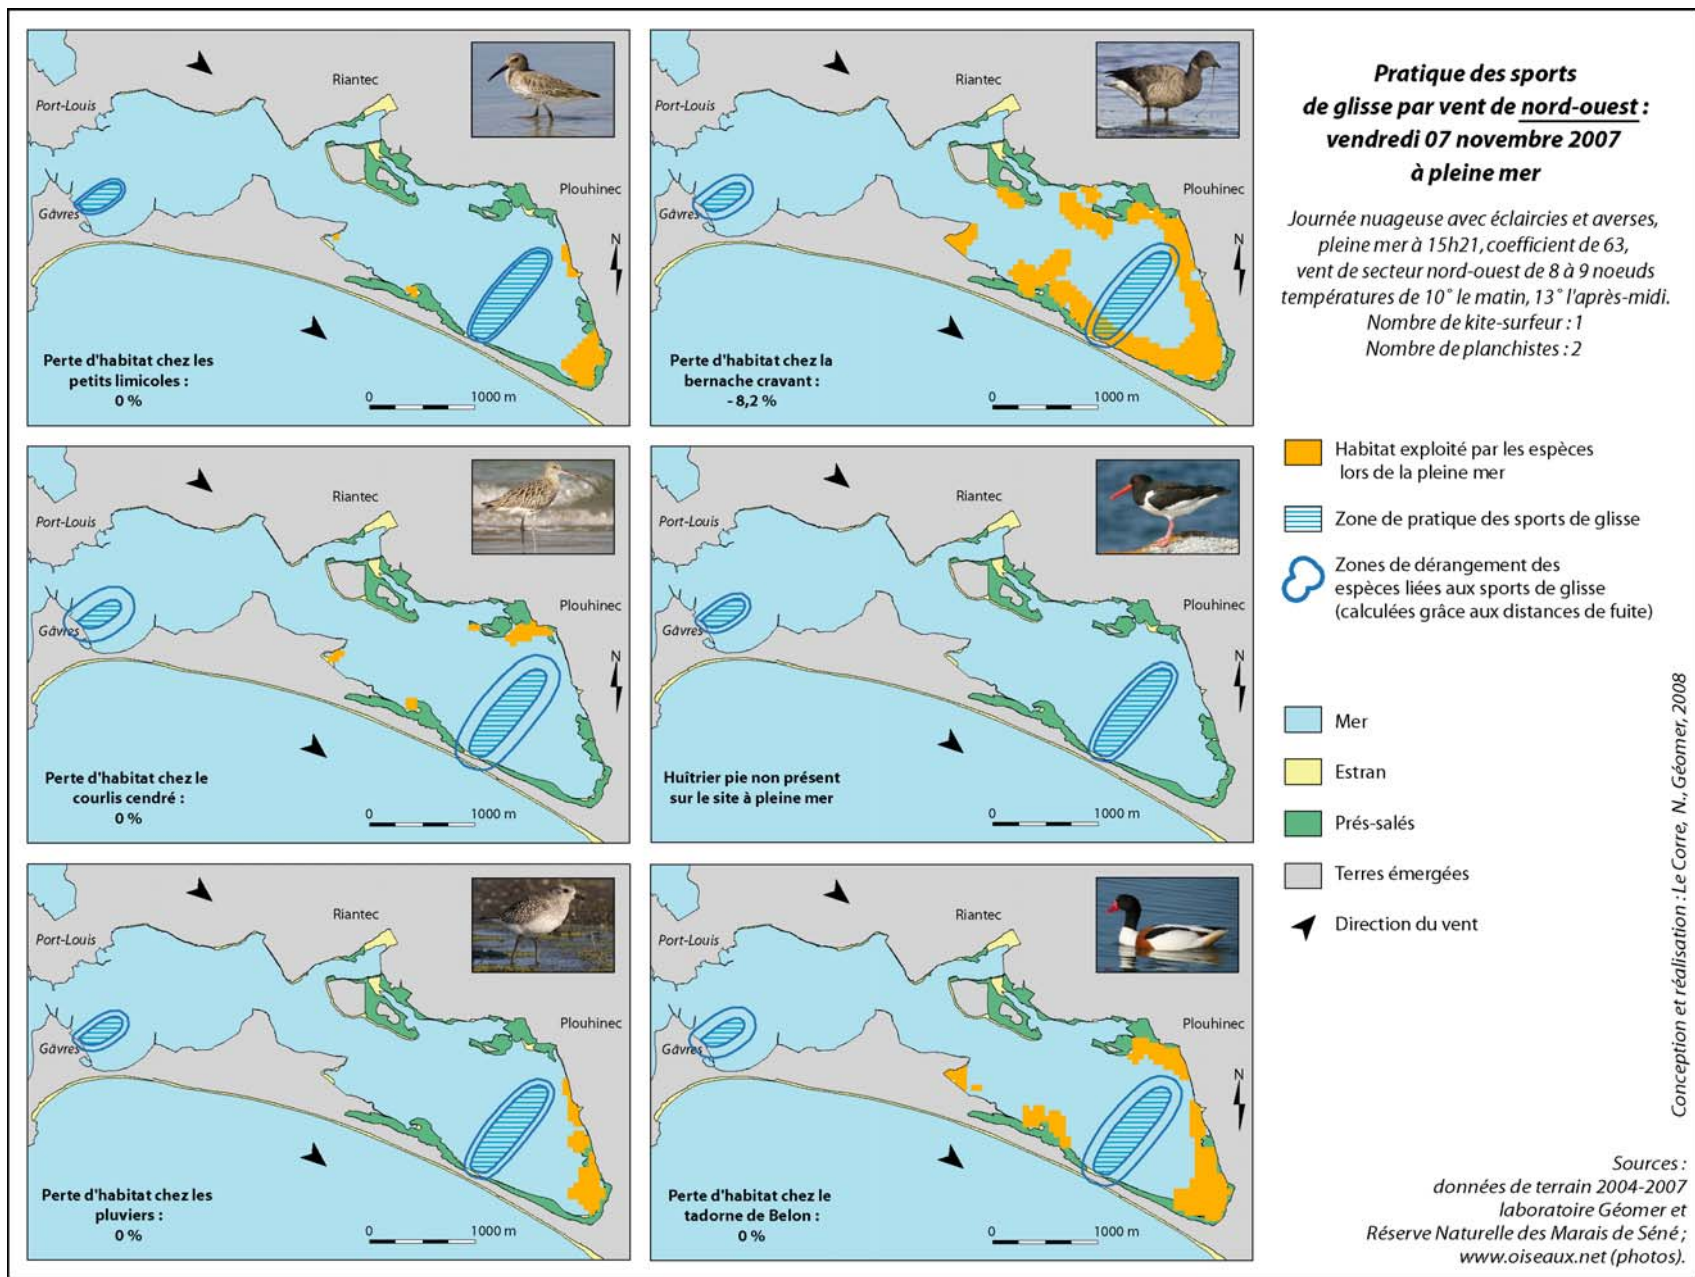 Riantec
Port-Louis
Plouhinec
Gâvres
N
Perte d'habitat chez les
petits limicoles :
0 %
0 1000 m
Riantec
Port-Louis
Plouhinec
Gâvres
N
Perte d'habitat chez la
bernache cravant :
- 8,2 %
0 1000 m
Riantec
Port-Louis
Plouhinec
Gâvres
N
Perte d'habitat chez le
courlis cendré :
0 %
0 1000 m
Riantec
Port-Louis
Plouhinec
Gâvres
N
Huîtrier pie non présent
sur le site à pleine mer
0 1000 m
Riantec
Port-Louis
Plouhinec
Gâvres
N
Perte d'habitat chez les
pluviers :
0 %
0 1000 m
Riantec
Port-Louis
Plouhinec
Gâvres
N
Perte d'habitat chez le
tadorne de Belon :
0 %
0 1000 m
Pratique des sports
de glisse par vent de nord-ouest :
vendredi 07 novembre 2007
à pleine mer
Journée nuageuse avec éclaircies et averses,
pleine mer à 15h21, coefficient de 63,
vent de secteur nord-ouest de 8 à 9 noeuds
températures de 10° le matin, 13° l'après-midi.
Nombre de kite-surfeur : 1
Nombre de planchistes : 2
Habitat exploité par les espèces
lors de la pleine mer
Zone de pratique des sports de glisse
Zones de dérangement des
espèces liées aux sports de glisse
(calculées grâce aux distances de fuite)
Mer
Estran
Prés-salés
Terres émergées
Direction du vent
Conception et réalisation : Le Corre, N., Géomer, 2008
Sources :
données de terrain 2004-2007
laboratoire Géomer et
Réserve Naturelle des Marais de Séné ;
www.oiseaux.net (photos).